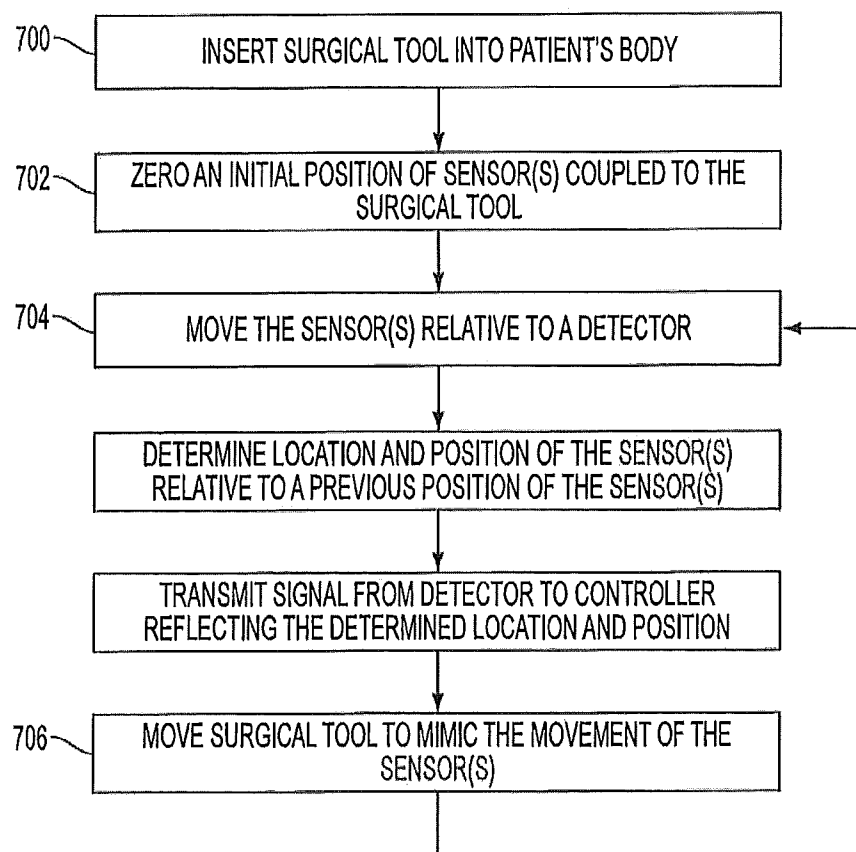 700
INSERT SURGICAL TOOL INTO PATIENT'S BODY
702
ZERO AN INITIAL POSITION OF SENSOR(S) COUPLED TO THE
SURGICAL TOOL
704
MOVE THE SENSOR(S) RELATIVE TO A DETECTOR
DETERMINE LOCATION AND POSITION OF THE SENSOR(S)
RELATIVE TO A PREVIOUS POSITION OF THE SENSOR(S)
TRANSMIT SIGNAL FROM DETECTOR TO CONTROLLER
REFLECTING THE DETERMINED LOCATION AND POSITION.
706
MOVE SURGICAL TOOL TO MIMIC THE MOVEMENT OF THE
SENSOR(S)